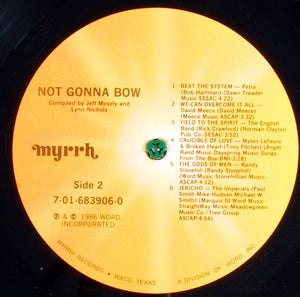 NOT GONNA BOW
Compiled by Jeff Mosely and
Lynn Nichols
myrrh
Side 2
7-01-683906-0
℗ & © 1986 WORD,
INCORPORATED
1. BEAT THE SYSTEM — Petra
(Bob Hartman) (Dawn Treader
Music-SESAC 4:22)
2. WE CAN OVERCOME IT ALL —
David Meece (David Meece)
(Meece Music ASCAP 3:32)
3. YIELD TO THE SPIRIT — The English
Band (Rick Crawford) (Norman Clayton
Pub. Co. SESAC 3:12)
4. CRUCIBLE OF LOVE — Mylon LeFevre
& Broken Heart (Tony Pilcher) (Angel
Band Music-Dayspring Music-Songs
From The Box BMI-3:28)
5. THE GODS OF MEN — Randy
Stonehill (Randy Stonehill)
(Word Music Stonehillian Music-
ASCAP-4:12)
6. JERICHO — The Imperials (Paul
Smith Mike Hudson Michael W.
Smith) (Marquis III-Word Music
StraightWay Music-Meadowgreen
Music Co./Tree Group
ASCAP-4:54)
MYRRH RECORDS • WACO, TEXAS • A DIVISION OF WORD, INC.